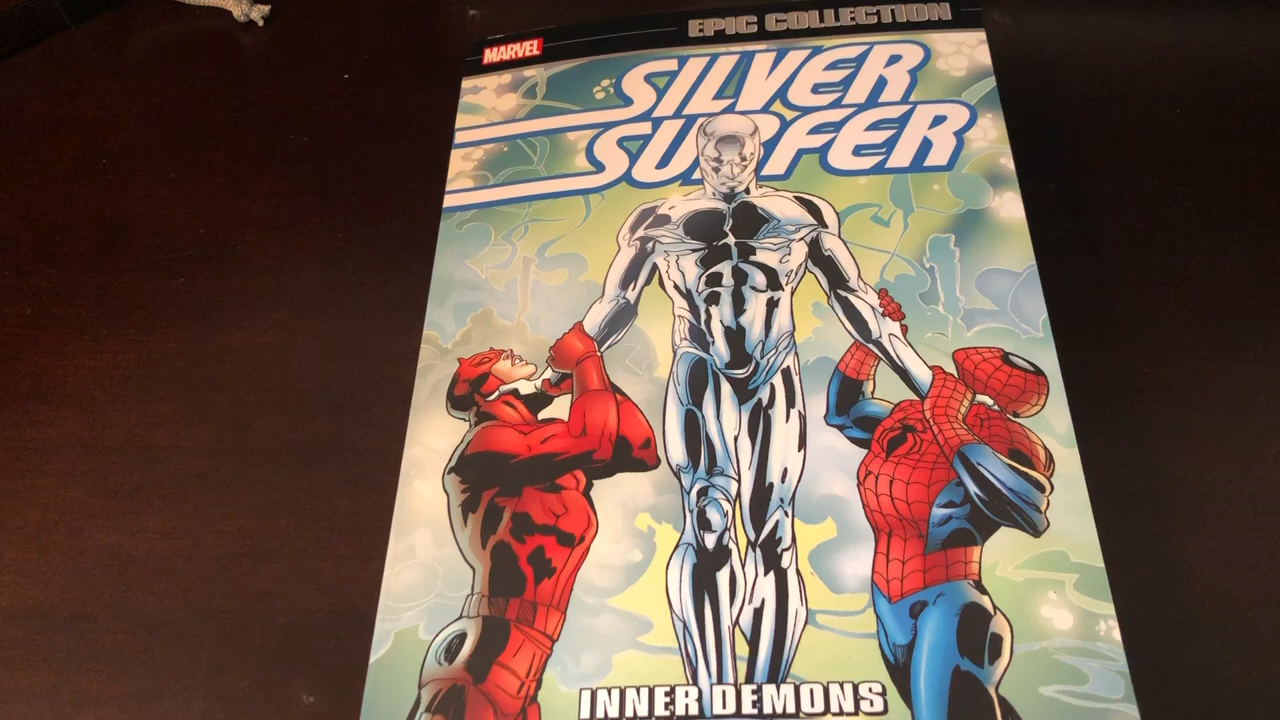 EPIC COLLECTION
MARVEL
SILVER
SURFER
INNER DEMONS